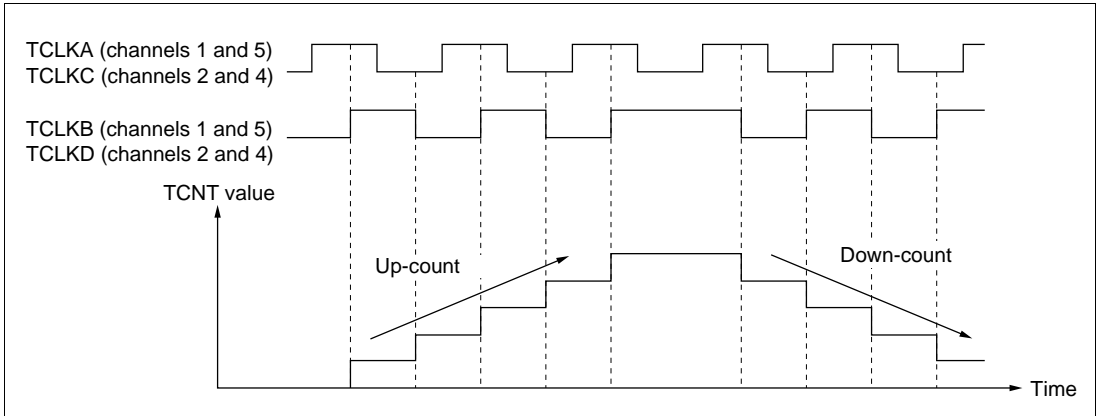 TCLKA (channels 1 and 5)
TCLKC (channels 2 and 4)
TCLKB (channels 1 and 5)
TCLKD (channels 2 and 4)
TCNT value
Up-count
Down-count
Time